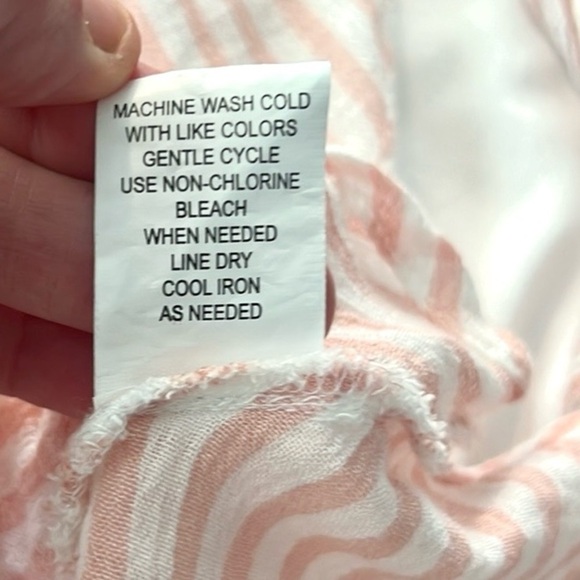 MACHINE WASH COLD
WITH LIKE COLORS
GENTLE CYCLE
USE NON-CHLORINE
BLEACH
WHEN NEEDED
LINE DRY
COOL IRON
AS NEEDED